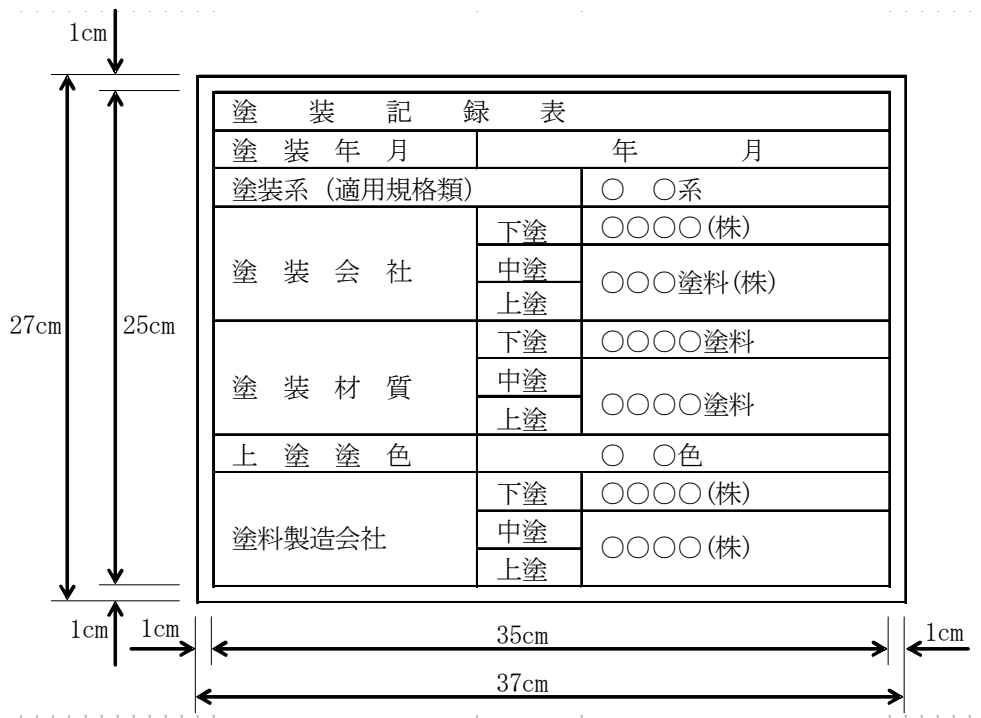 1cm
塗 装 記 録 表
塗 装 年 月 年 月
塗装系（適用規格類） ○ ○系
塗 装 会 社 下塗 ○○○○(株)
中塗 ○○○塗料(株)
上塗
27cm 25cm
塗 装 材 質 下塗 ○○○○塗料
中塗 ○○○○塗料
上塗
上 塗 塗 色 ○ ○色
塗料製造会社 下塗 ○○○○(株)
中塗 ○○○○(株)
上塗
1cm 1cm 35cm 1cm
37cm